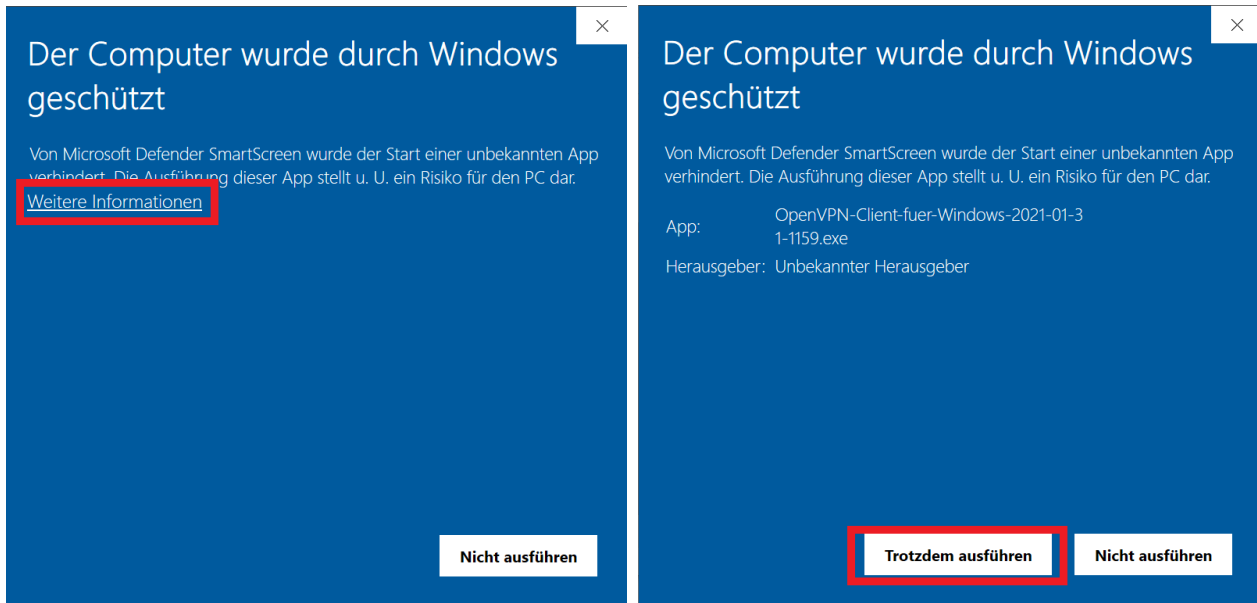 Der Computer wurde durch Windows
geschützt
Von Microsoft Defender SmartScreen wurde der Start einer unbekannten App
verhindert. Die Ausführung dieser App stellt u. U. ein Risiko für den PC dar.
Weitere Informationen
Nicht ausführen
Der Computer wurde durch Windows
geschützt
Von Microsoft Defender SmartScreen wurde der Start einer unbekannten App
verhindert. Die Ausführung dieser App stellt u. U. ein Risiko für den PC dar.
App: OpenVPN-Client-fuer-Windows-2021-01-3
1-1159.exe
Herausgeber: Unbekannter Herausgeber
Trotzdem ausführen Nicht ausführen